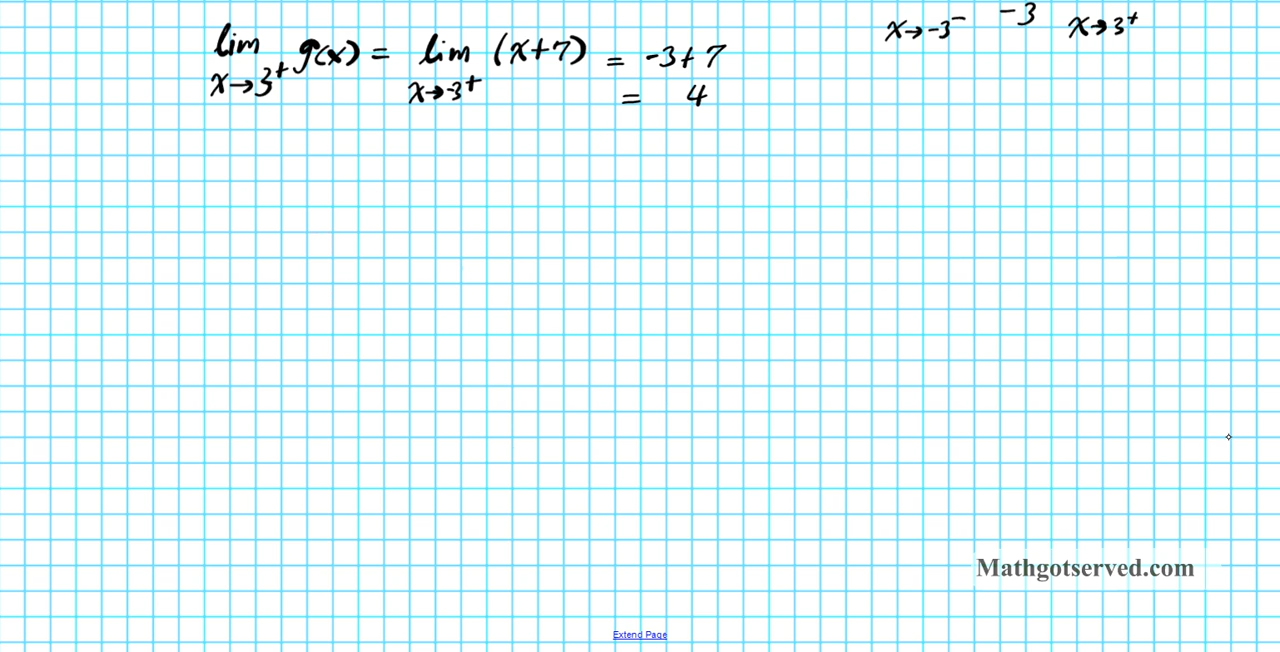 lim g(x) = lim (x+7) = -3+7
x→3⁺ x→-3⁺ = 4
x→-3⁻ -3 x→3⁺
Mathgotserved.com
Extend Page